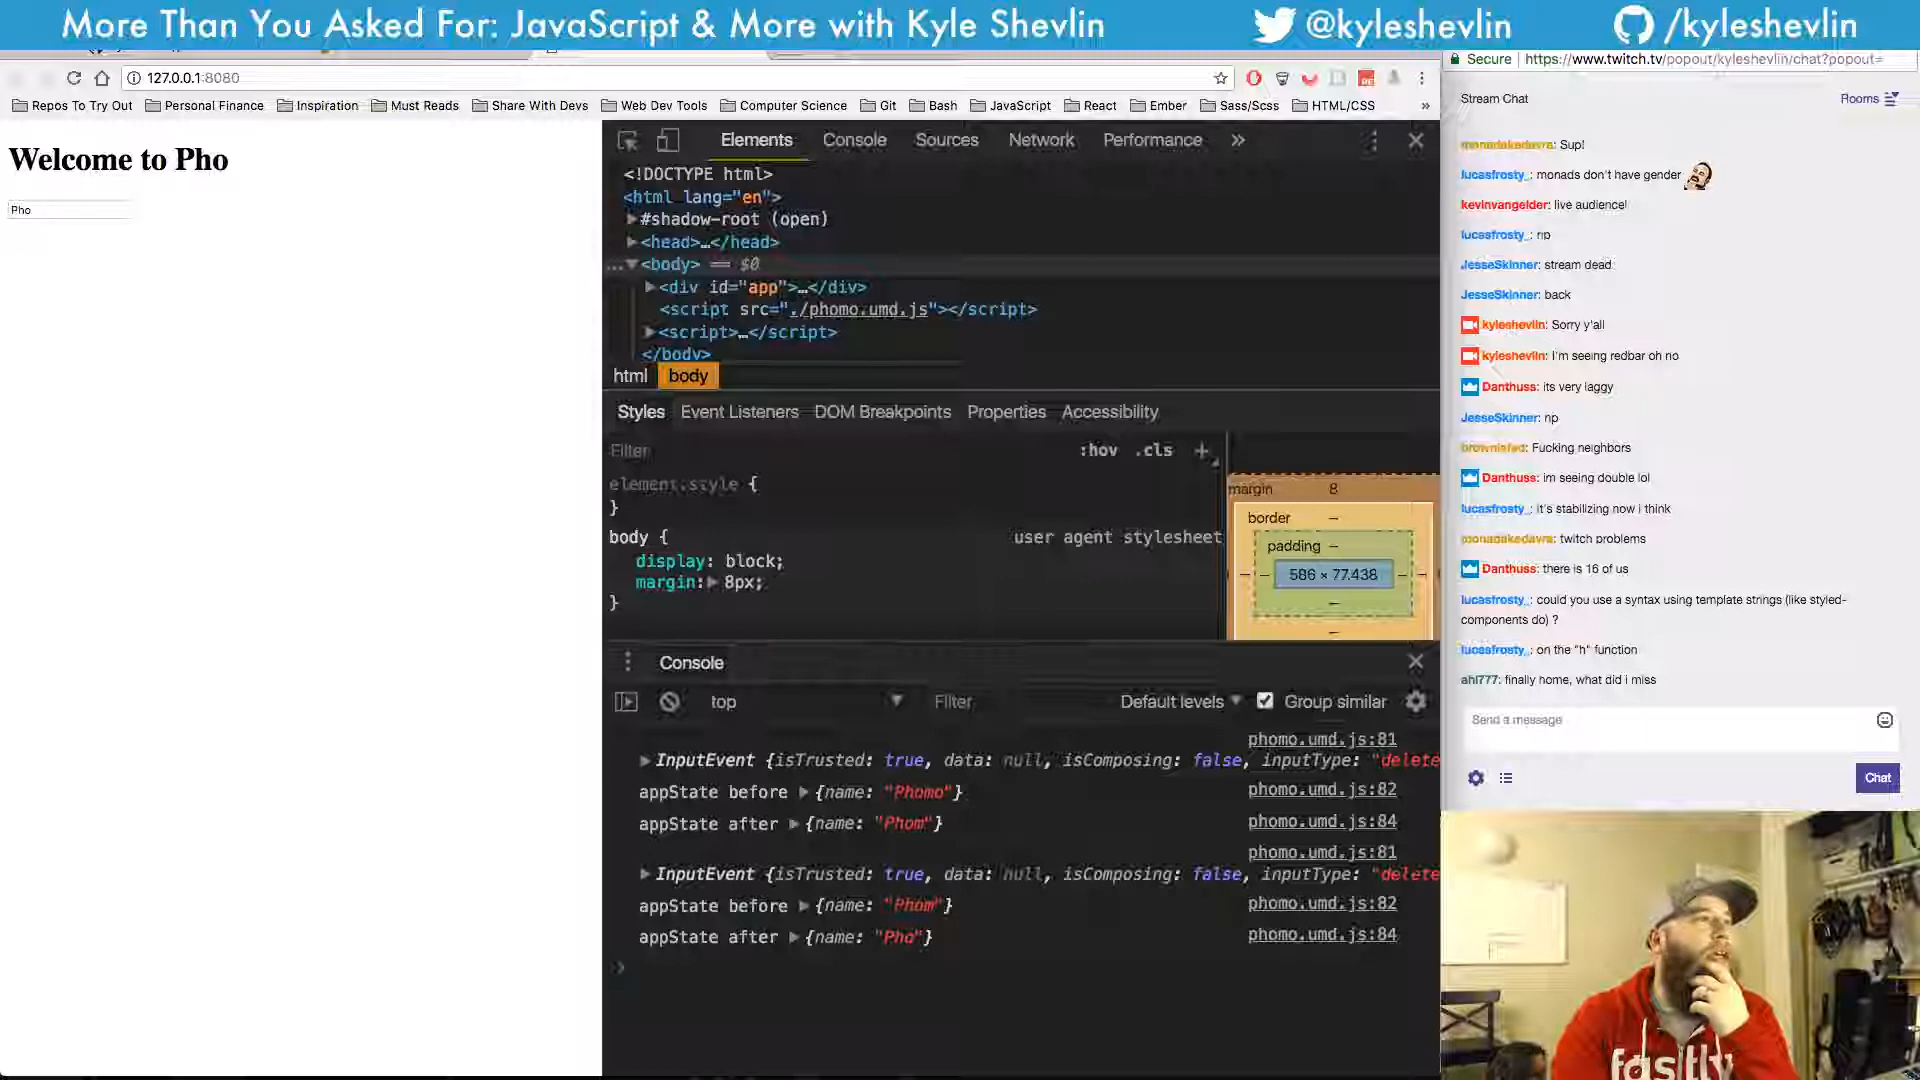 More Than You Asked For: JavaScript & More with Kyle Shevlin
@kyleshevlin
/kyleshevlin
127.0.0.1:8080
Repos To Try Out
Personal Finance
Inspiration
Must Reads
Share With Devs
Web Dev Tools
Computer Science
Git
Bash
JavaScript
React
Ember
Sass/Scss
HTML/CSS
»
Welcome to Pho
Pho
Elements
Console
Sources
Network
Performance
»
<!DOCTYPE html>
<html lang="en">
#shadow-root (open)
<head>…</head>
…<body> == $0
<div id="app">…</div>
<script src="./phomo.umd.js"></script>
<script>…</script>
</body>
html
body
Styles
Event Listeners
DOM Breakpoints
Properties
Accessibility
Filter
:hov
.cls
+
element.style {
}
body {
user agent stylesheet
display: block;
margin: 8px;
}
margin
8
border
–
padding
–
586 × 77.438
–
–
Console
top
Filter
Default levels
Group similar
phomo.umd.js:81
InputEvent {isTrusted: true, data: null, isComposing: false, inputType: "delete
appState before {name: "Phomo"}
phomo.umd.js:82
appState after {name: "Phom"}
phomo.umd.js:84
phomo.umd.js:81
InputEvent {isTrusted: true, data: null, isComposing: false, inputType: "delete
appState before {name: "Phom"}
phomo.umd.js:82
appState after {name: "Pho"}
phomo.umd.js:84
Secure
https://www.twitch.tv/popout/kyleshevlin/chat?popout=
Stream Chat
Rooms
monadakedavra: Sup!
lucasfrosty_: monads don't have gender
kevinvangelder: live audience!
lucasfrosty_: rip
JesseSkinner: stream dead
JesseSkinner: back
kyleshevlin: Sorry y'all
kyleshevlin: I'm seeing redbar oh no
Danthuss: its very laggy
JesseSkinner: np
Fucking neighbors
Danthuss: im seeing double lol
lucasfrosty_: it's stabilizing now i think
monadakedavra: twitch problems
Danthuss: there is 16 of us
lucasfrosty_: could you use a syntax using template strings (like styled-
components do) ?
lucasfrosty_: on the "h" function
ahl777: finally home, what did i miss
Send a message
Chat
fastly